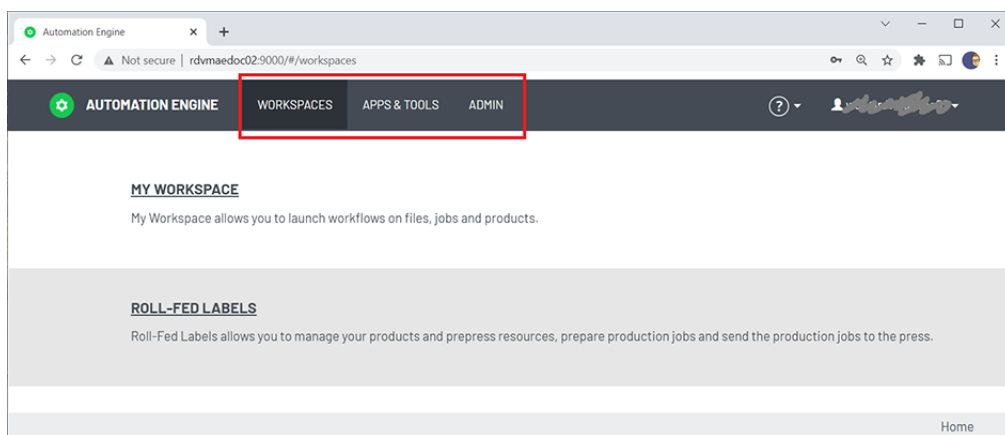 Automation Engine
Not secure | rdvmaedoc02:9000/#/workspaces
AUTOMATION ENGINE WORKSPACES APPS & TOOLS ADMIN ?
MY WORKSPACE
My Workspace allows you to launch workflows on files, jobs and products.
ROLL-FED LABELS
Roll-Fed Labels allows you to manage your products and prepress resources, prepare production jobs and send the production jobs to the press.
Home